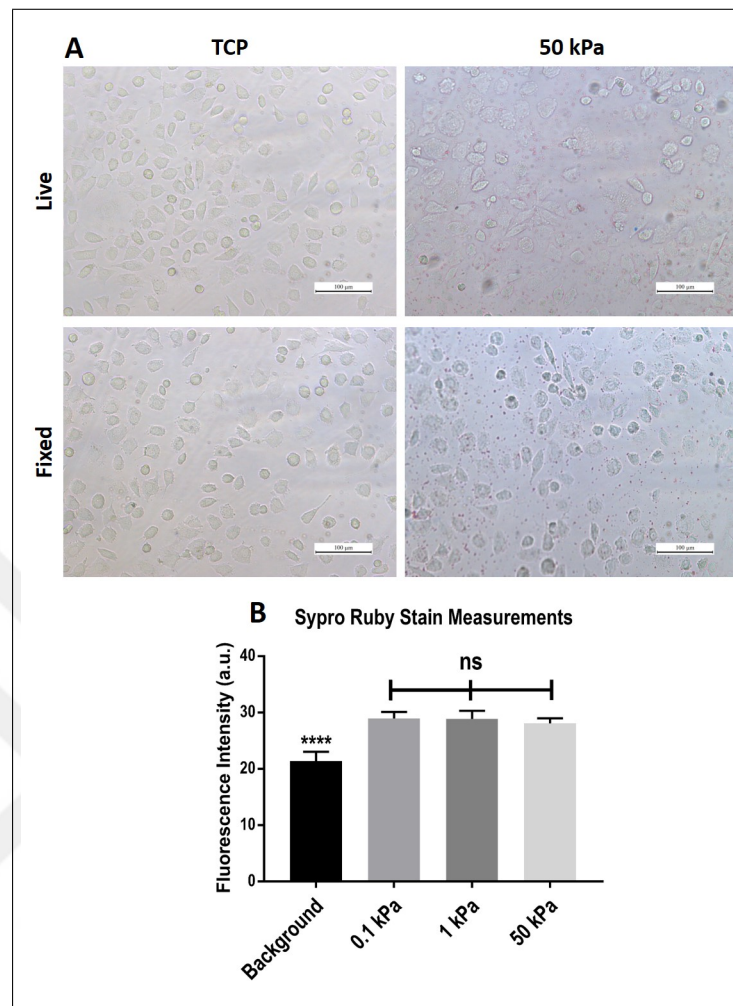 A
TCP
50 kPa
Live
100 µm
100 µm
Fixed
100 µm
100 µm
B
Sypro Ruby Stain Measurements
Fluorescence Intensity (a.u.)
40
30
20
10
0
ns
****
Background
0.1 kPa
1 kPa
50 kPa